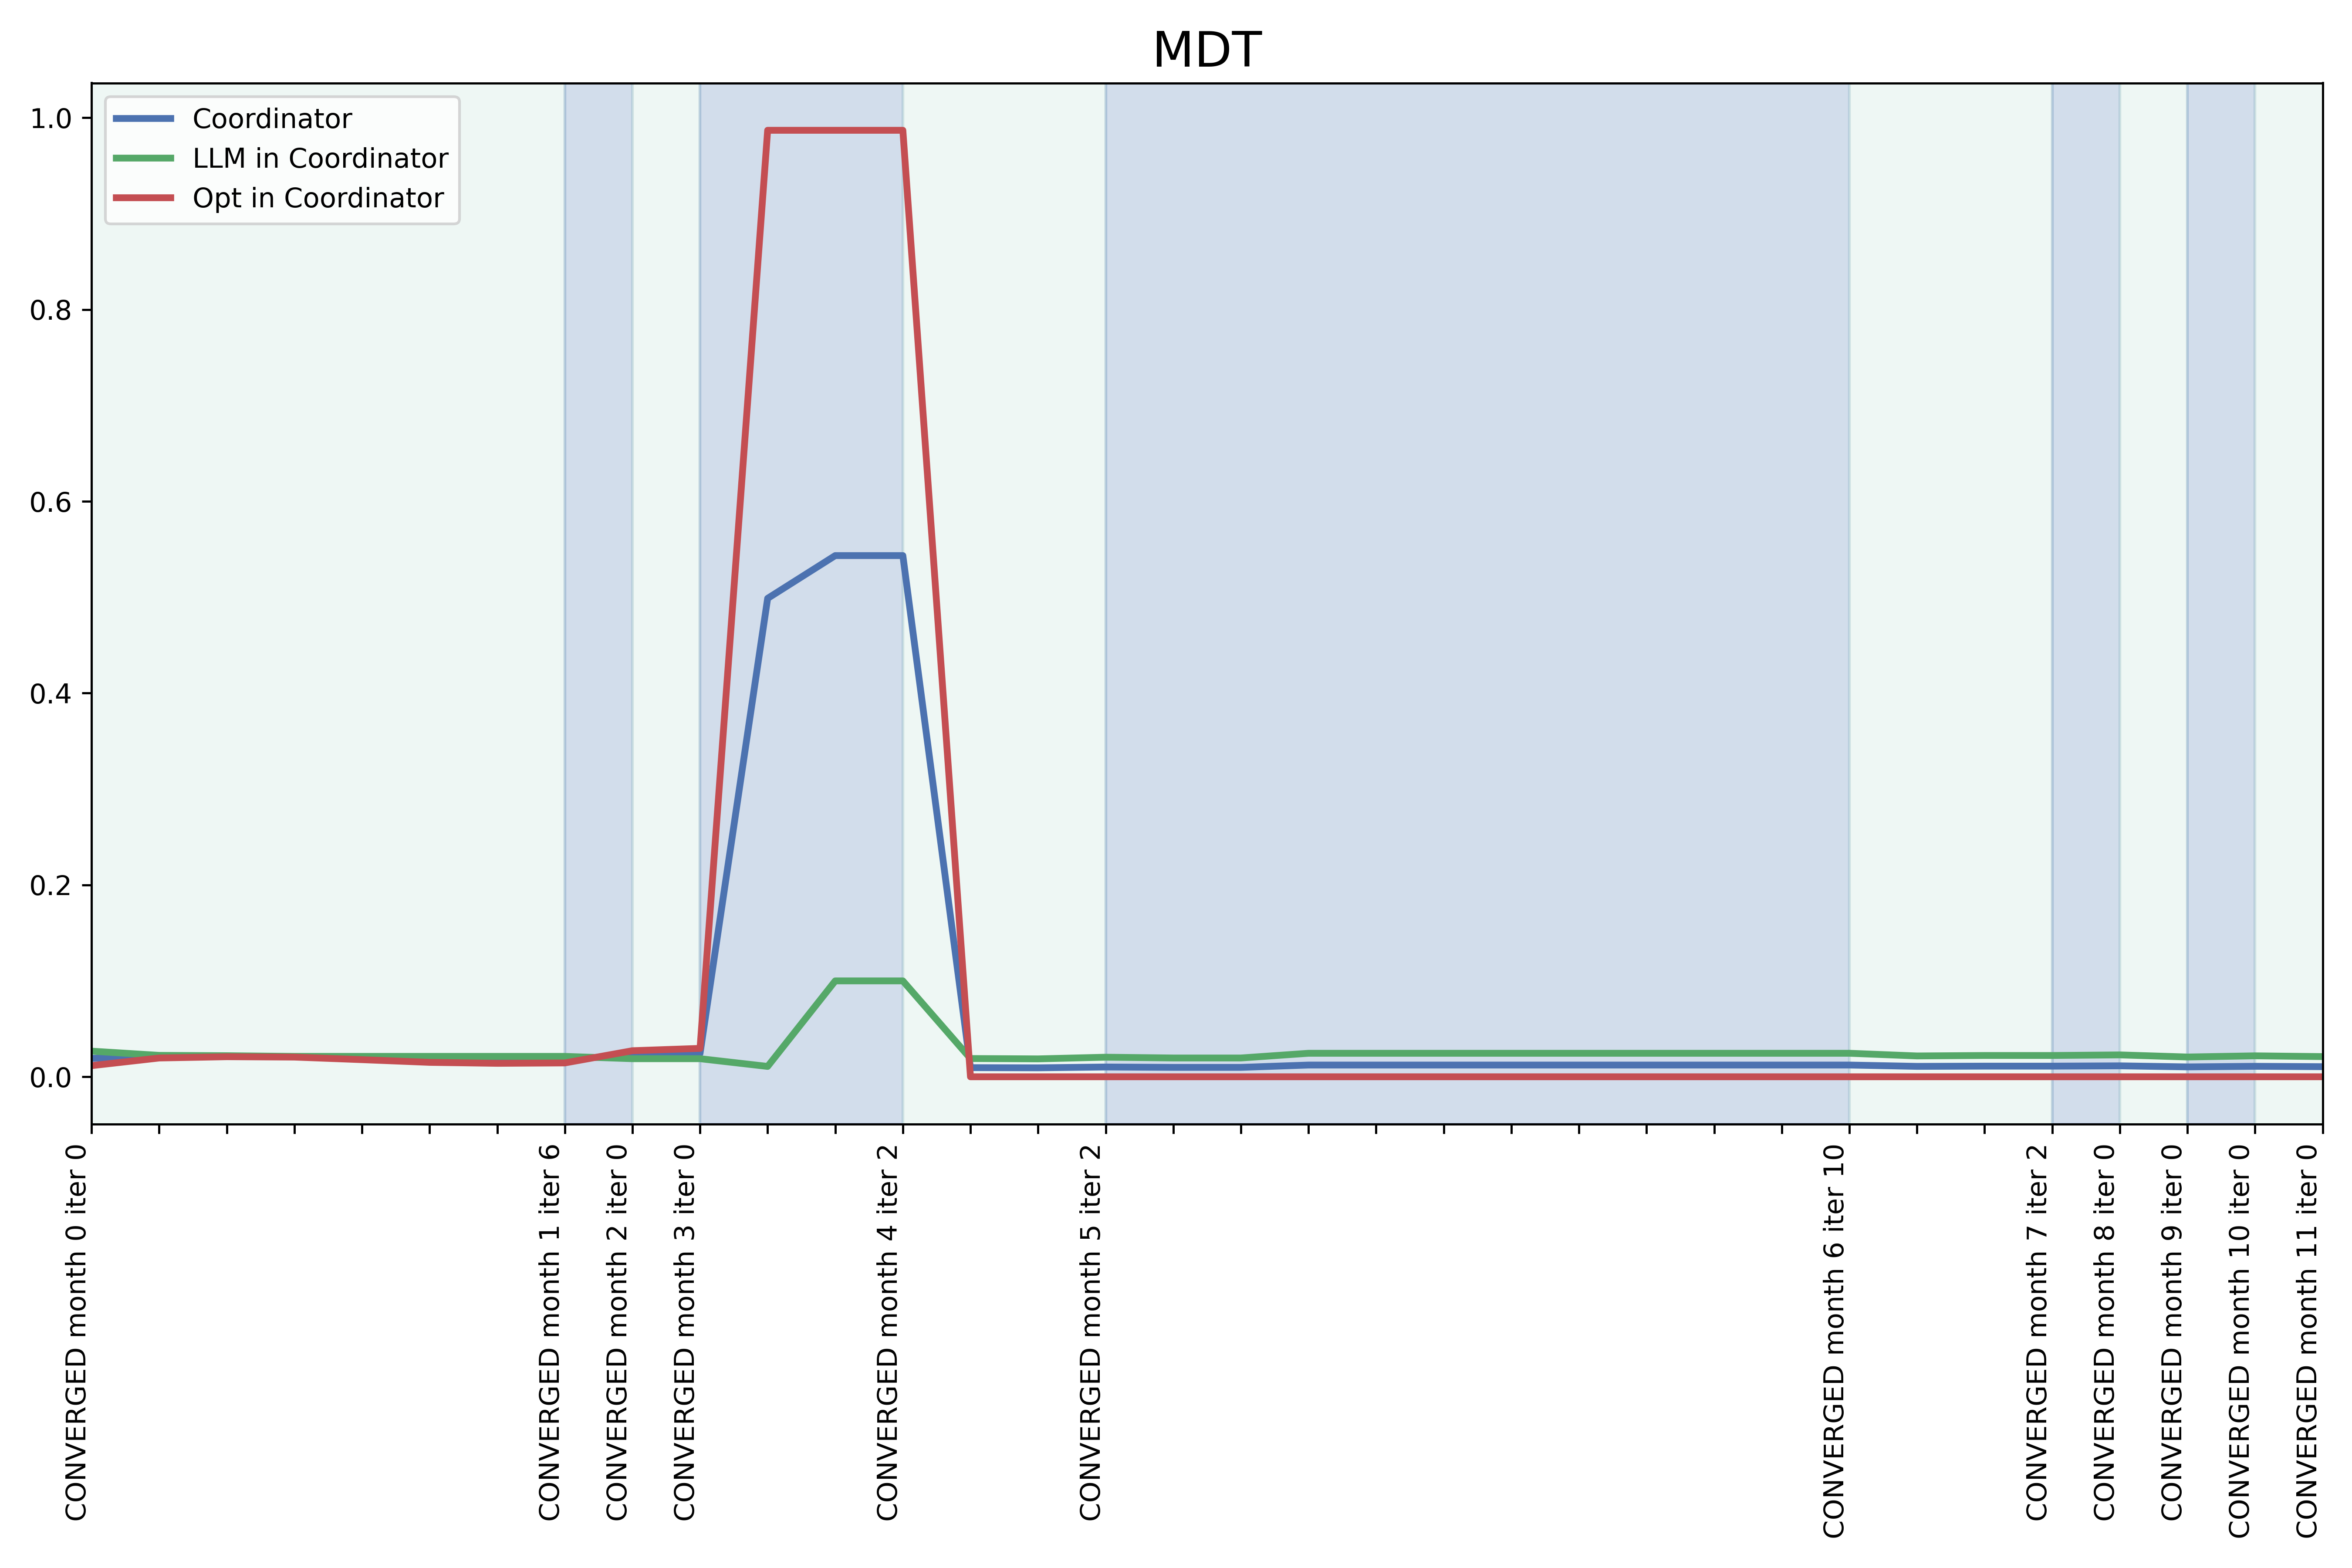 MDT
Coordinator
LLM in Coordinator
Opt in Coordinator
1.0
0.8
0.6
0.4
0.2
0.0
CONVERGED month 0 iter 0
CONVERGED month 1 iter 6
CONVERGED month 2 iter 0
CONVERGED month 3 iter 0
CONVERGED month 4 iter 2
CONVERGED month 5 iter 2
CONVERGED month 6 iter 10
CONVERGED month 7 iter 2
CONVERGED month 8 iter 0
CONVERGED month 9 iter 0
CONVERGED month 10 iter 0
CONVERGED month 11 iter 0